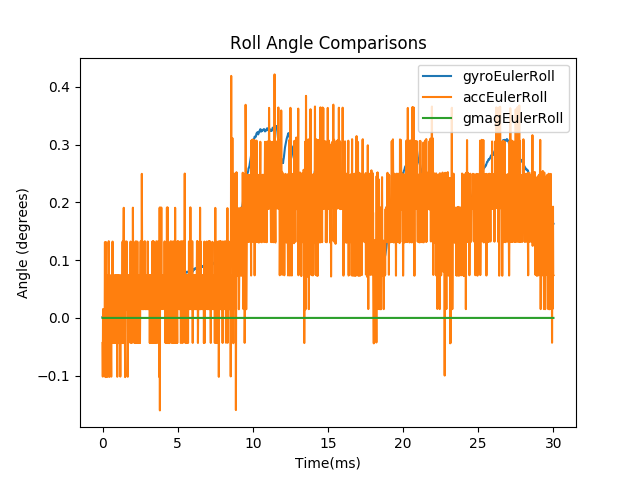 Roll Angle Comparisons
gyroEulerRoll
accEulerRoll
gmagEulerRoll
Angle (degrees)
0.4
0.3
0.2
0.1
0.0
−0.1
0 5 10 15 20 25 30
Time(ms)